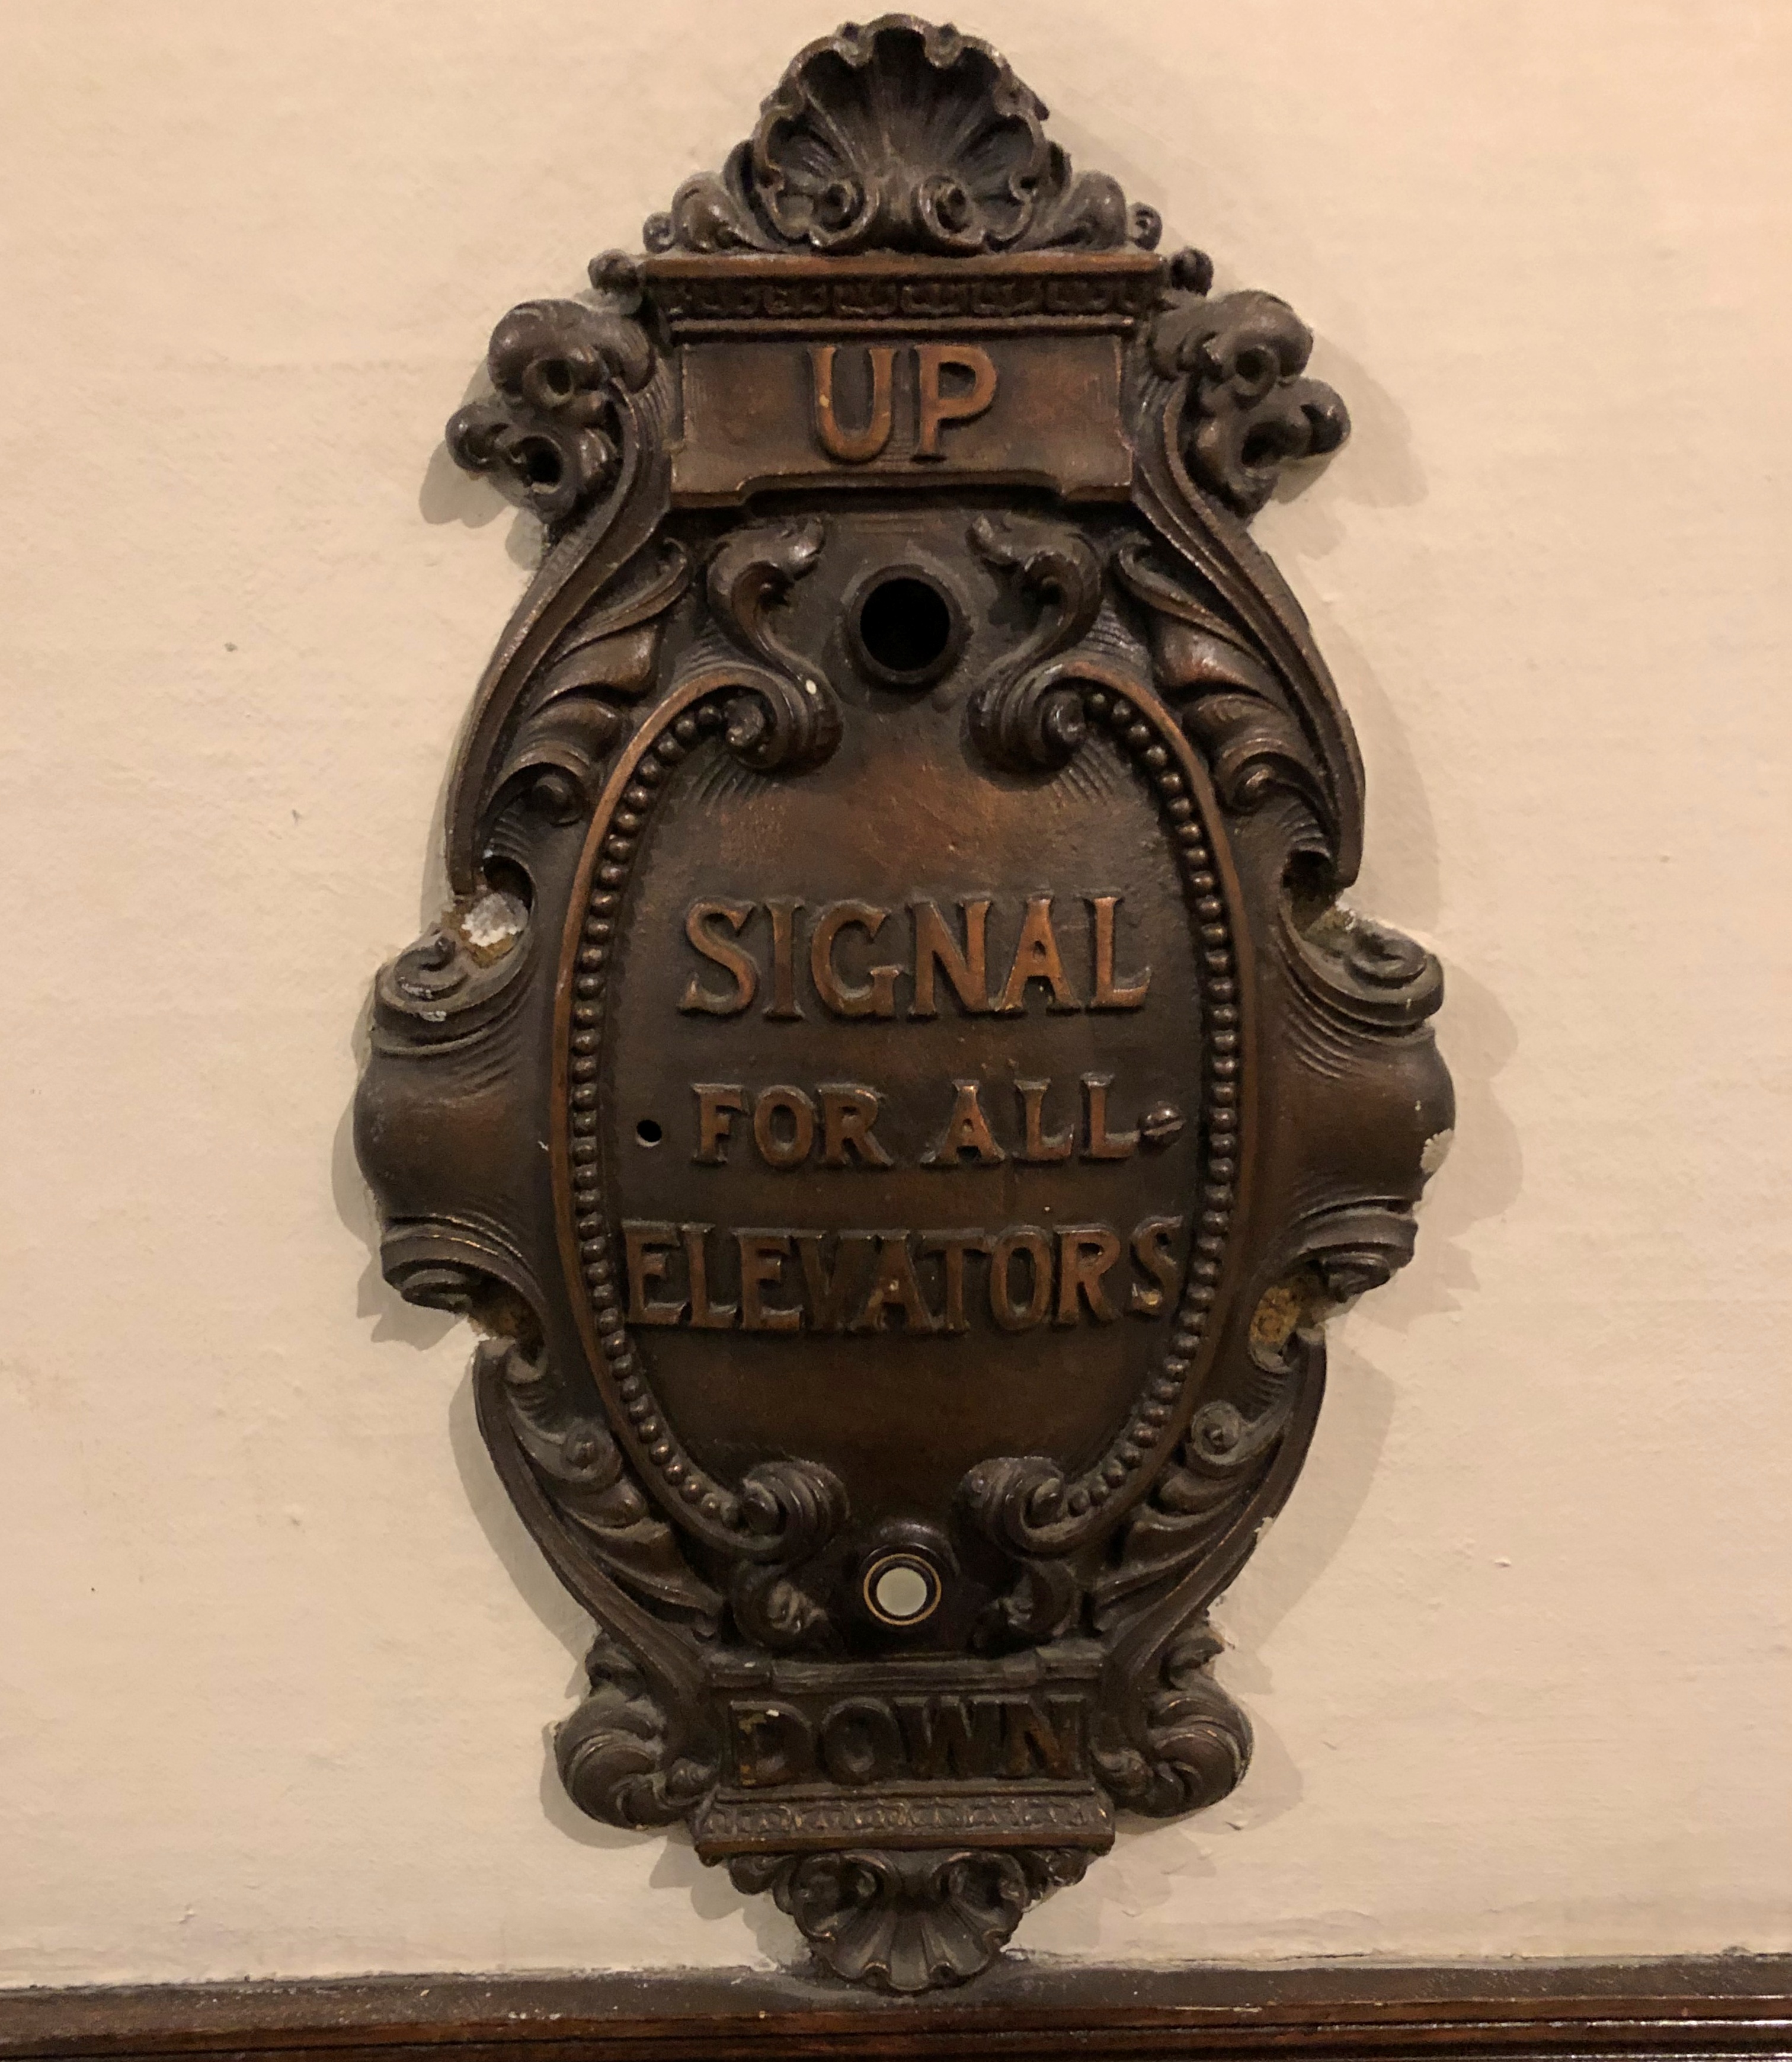 UP
SIGNAL
FOR ALL
ELEVATORS
DOWN